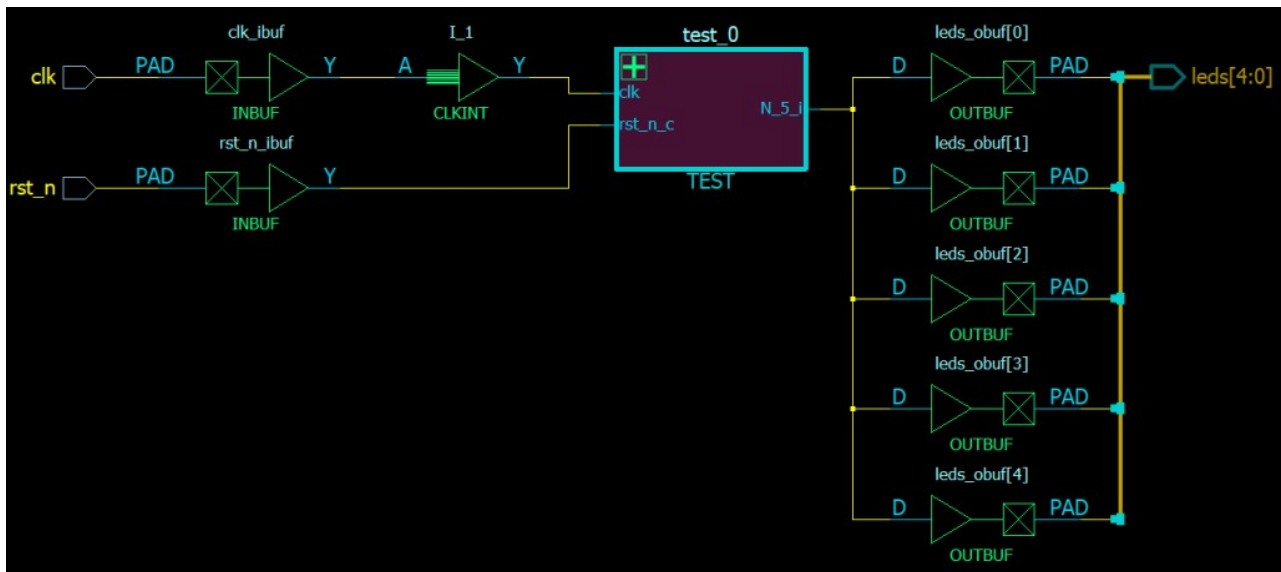 clk_ibuf I_1 test_0 leds_obuf[0]
clk PAD Y A Y D PAD leds[4:0]
INBUF CLKINT clk N_5_i OUTBUF
rst_n_c
rst_n_ibuf leds_obuf[1]
rst_n PAD Y TEST D PAD
INBUF OUTBUF
leds_obuf[2]
D PAD
OUTBUF
leds_obuf[3]
D PAD
OUTBUF
leds_obuf[4]
D PAD
OUTBUF